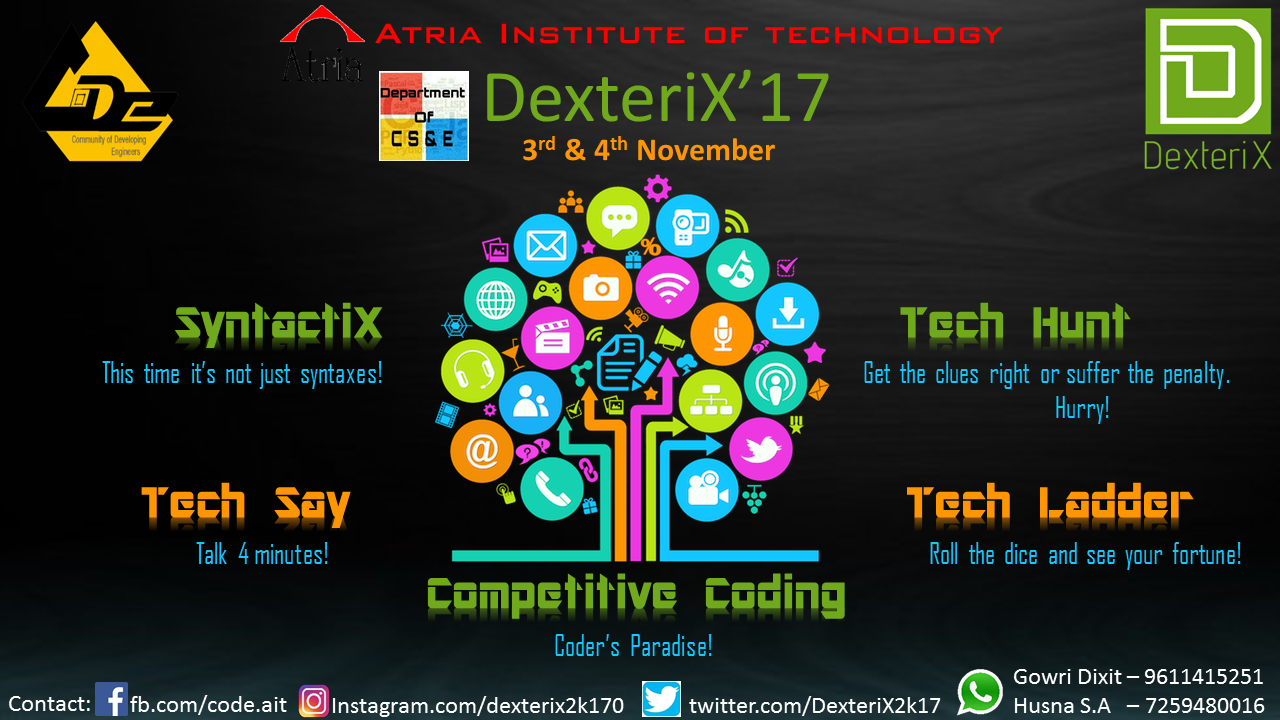 Atria
ATRIA INSTITUTE OF TECHNOLOGY
CoDE
Community of Developing
Engineers
Department
Of
CS&E
DexteriX’17
3rd & 4th November
D
DexteriX
%
@
SyntactiX
This time it’s not just syntaxes!
Tech Hunt
Get the clues right or suffer the penalty.
Hurry!
Tech Say
Talk 4 minutes!
Tech Ladder
Roll the dice and see your fortune!
Competitive Coding
Coder’s Paradise!
Contact: fb.com/code.ait Instagram.com/dexterix2k170 twitter.com/DexteriX2k17
Gowri Dixit – 9611415251
Husna S.A – 7259480016